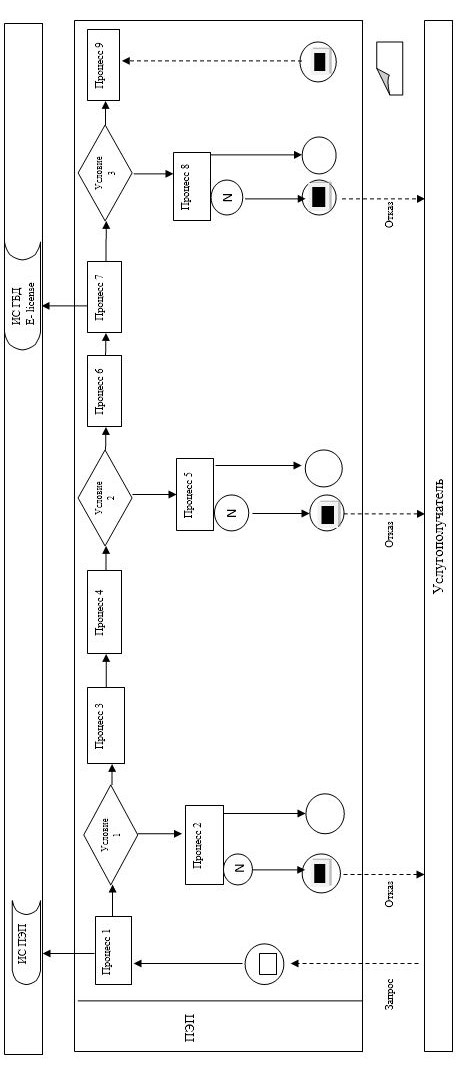 ИС ПЭП
ИС ГБД
E- license
ПЭП
Процесс 1
Условие
1
Процесс 2
N
Процесс 3
Процесс 4
Условие
2
Процесс 5
N
Процесс 6
Процесс 7
Условие
3
Процесс 8
N
Процесс 9
Запрос
Отказ
Отказ
Отказ
Услугополучатель